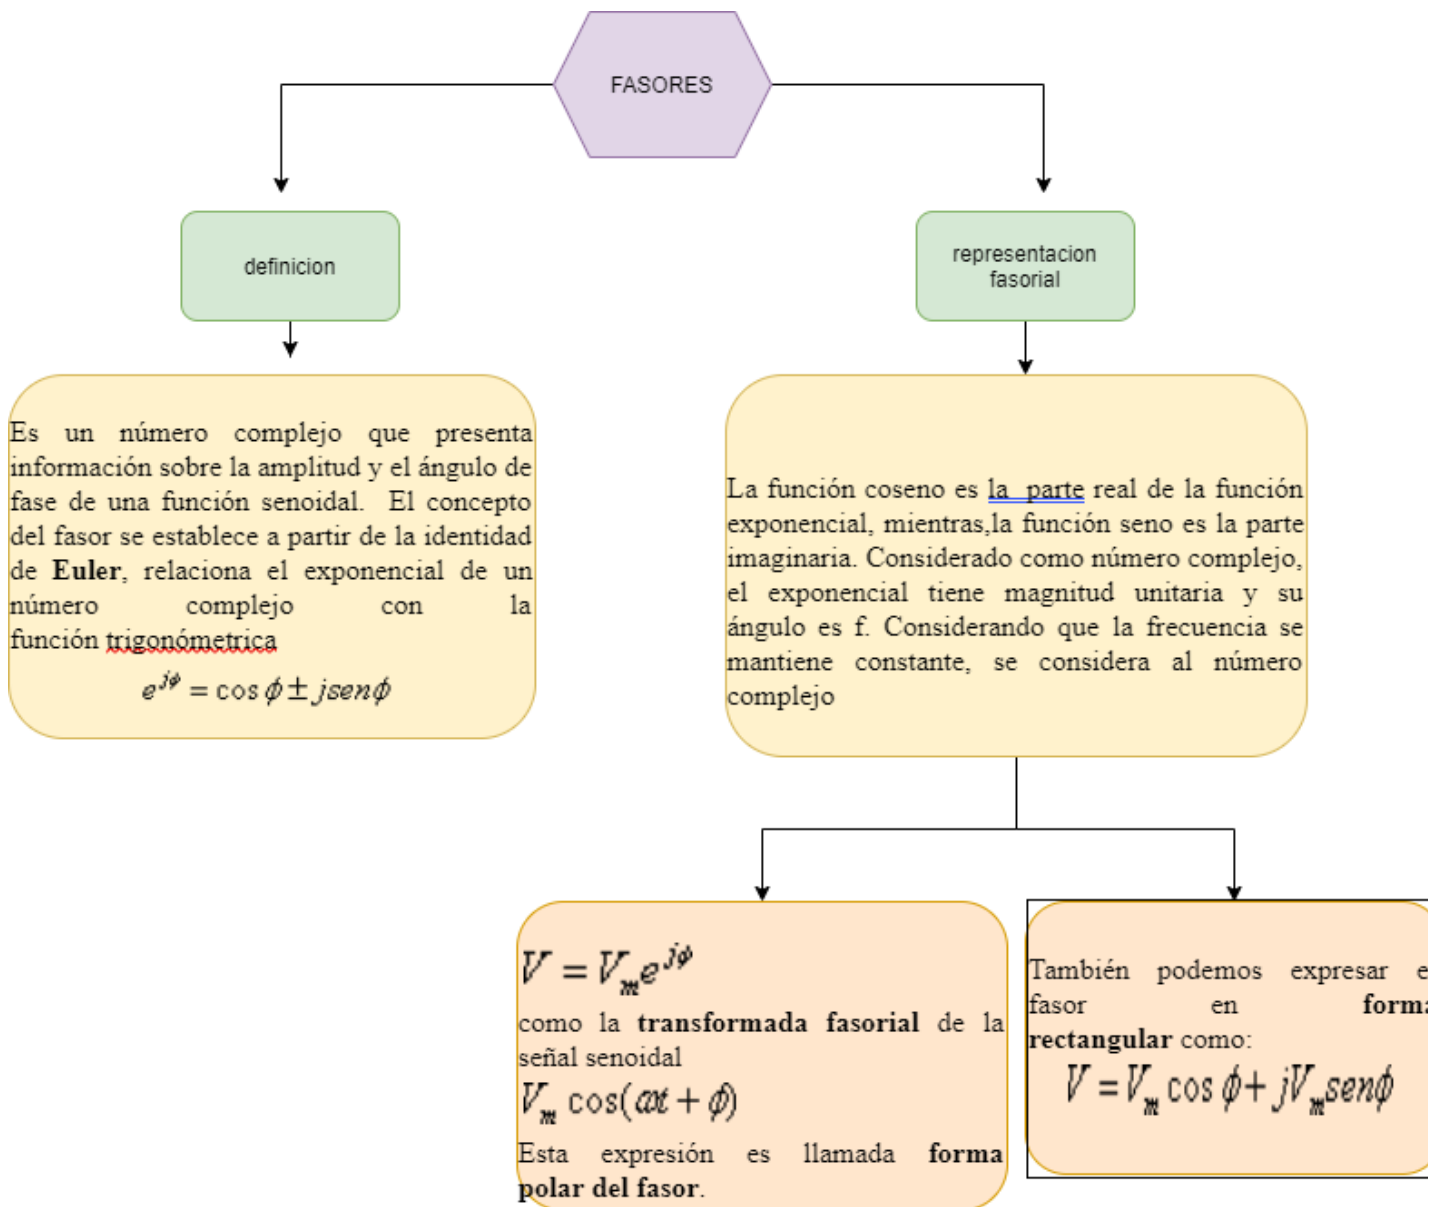 FASORES
definicion
representacion
fasorial
Es un número complejo que presenta
información sobre la amplitud y el ángulo de
fase de una función senoidal. El concepto
del fasor se establece a partir de la identidad
de Euler, relaciona el exponencial de un
número complejo con la
función trigonómetrica
e^{jϕ} = cos ϕ ± jsenϕ
La función coseno es la parte real de la función
exponencial, mientras,la función seno es la parte
imaginaria. Considerado como número complejo,
el exponencial tiene magnitud unitaria y su
ángulo es f. Considerando que la frecuencia se
mantiene constante, se considera al número
complejo
V = V_m e^{jϕ}
como la transformada fasorial de la
señal senoidal
V_m cos(ωt + ϕ)
Esta expresión es llamada forma
polar del fasor.
También podemos expresar e
fasor en forma
rectangular como:
V = V_m cos ϕ + jV_m senϕ